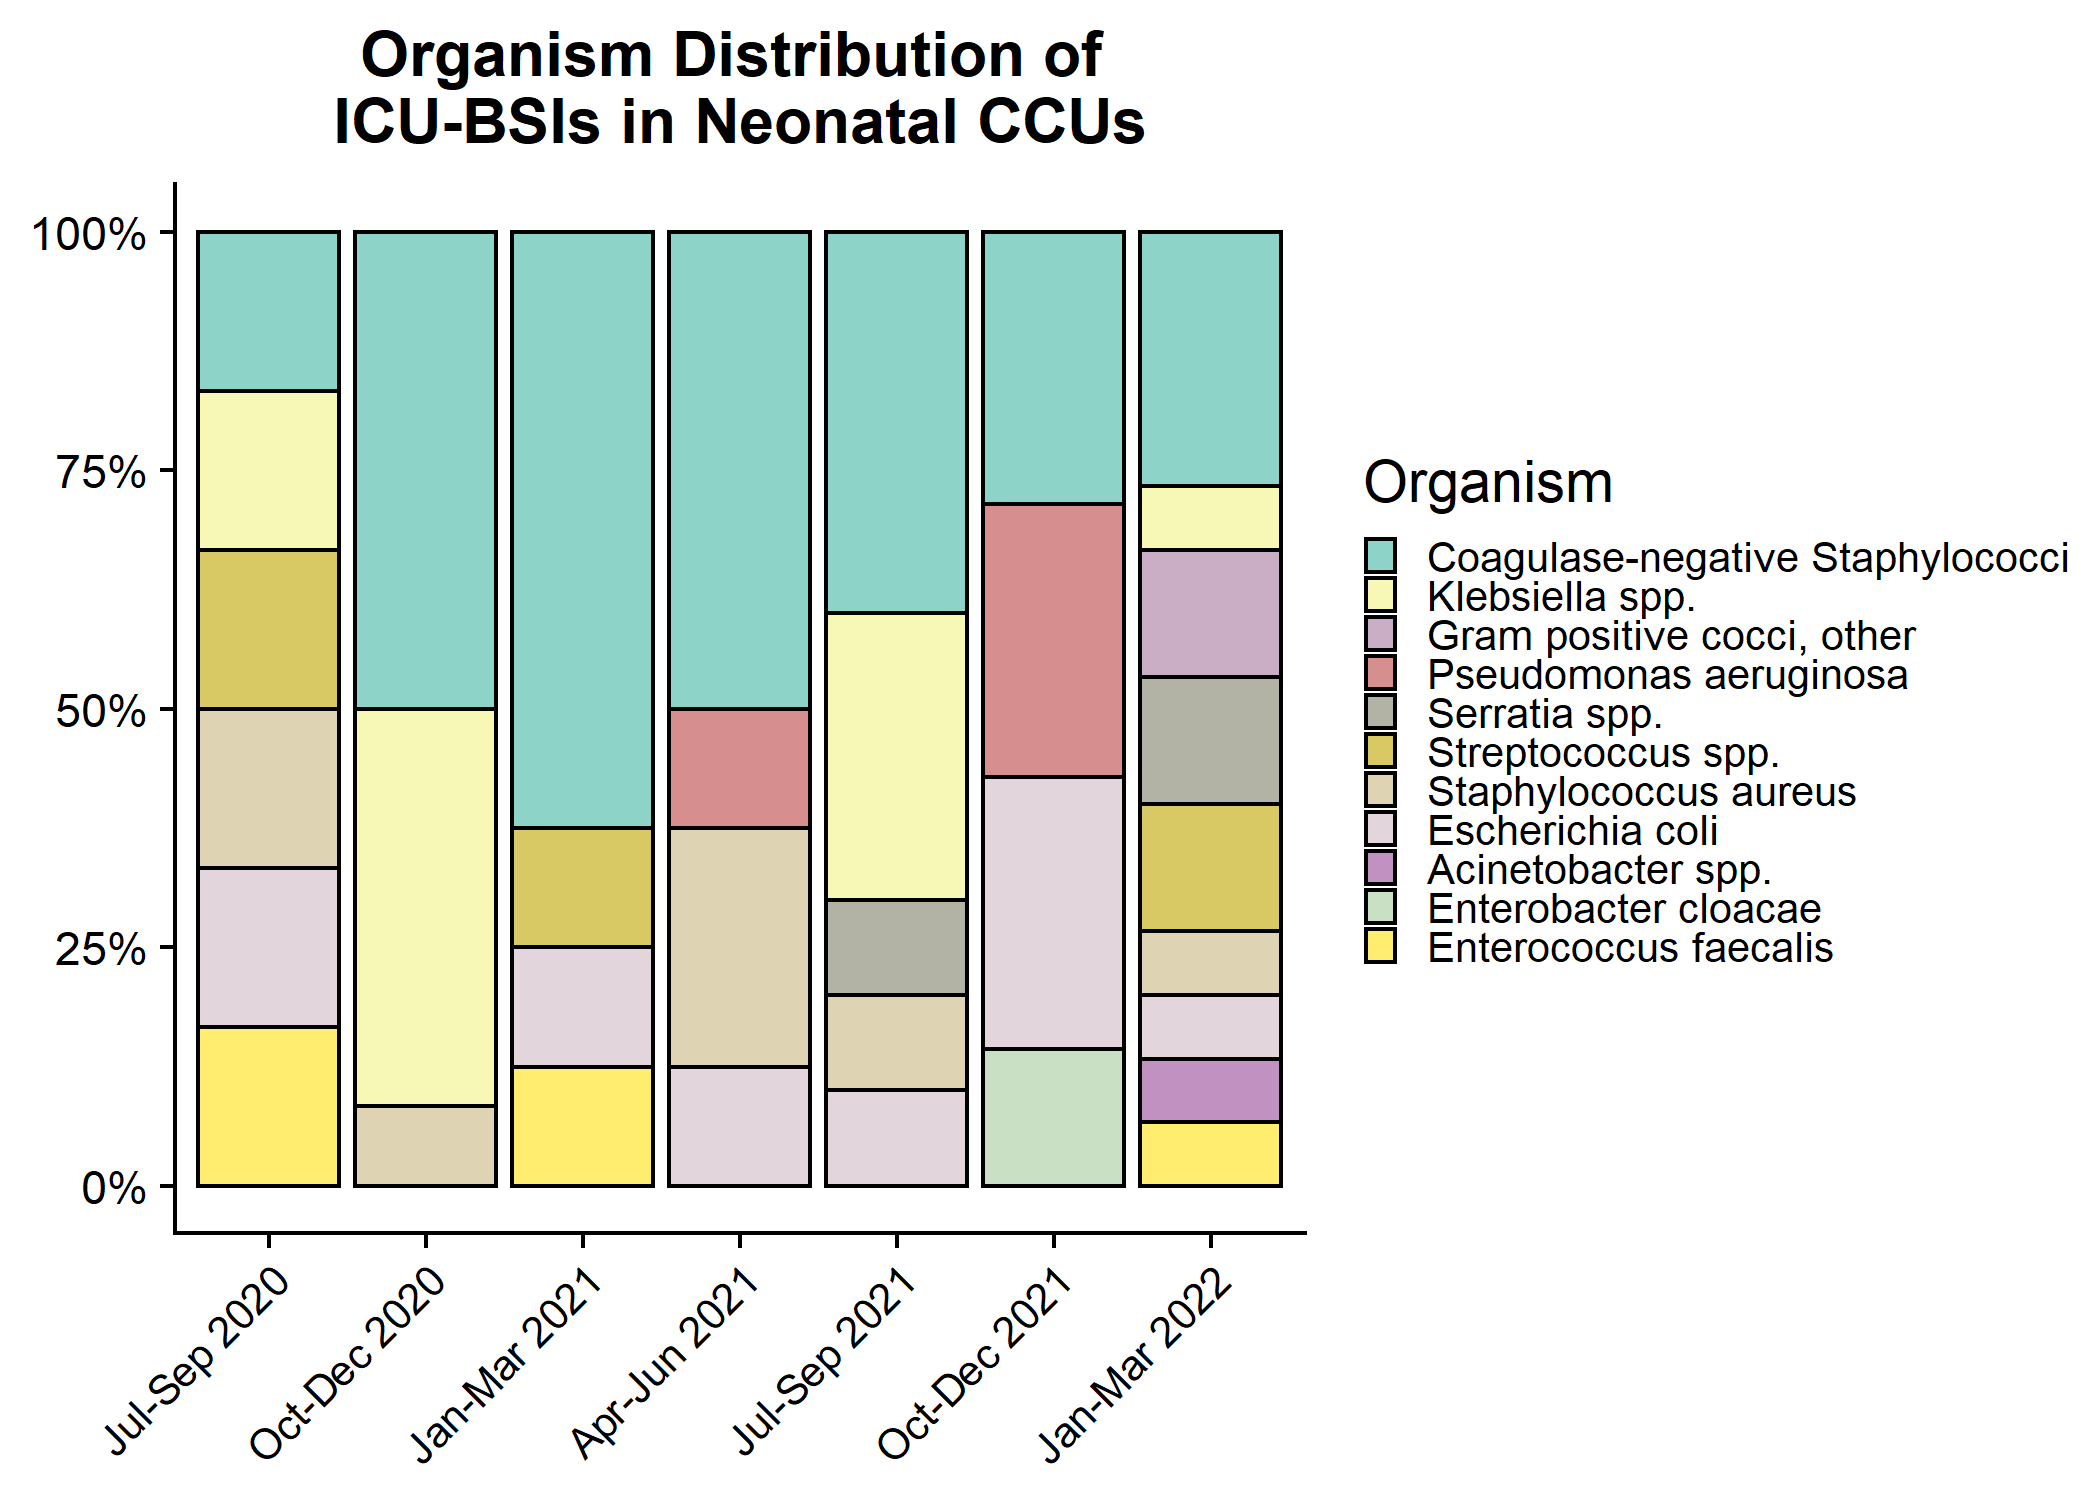 Organism Distribution of
ICU-BSIs in Neonatal CCUs
100%
75%
50%
25%
0%
Jul-Sep 2020
Oct-Dec 2020
Jan-Mar 2021
Apr-Jun 2021
Jul-Sep 2021
Oct-Dec 2021
Jan-Mar 2022
Organism
Coagulase-negative Staphylococci
Klebsiella spp.
Gram positive cocci, other
Pseudomonas aeruginosa
Serratia spp.
Streptococcus spp.
Staphylococcus aureus
Escherichia coli
Acinetobacter spp.
Enterobacter cloacae
Enterococcus faecalis